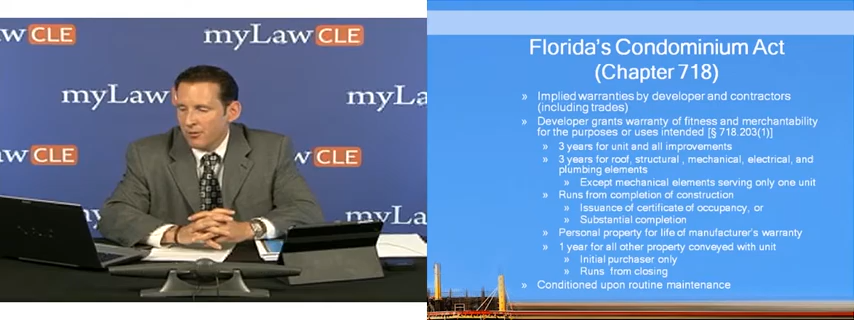 myLaw CLE
myLaw CLE
myLaw
myLa
aw CLE
CLE
myLaw
Florida's Condominium Act
(Chapter 718)
» Implied warranties by developer and contractors
(including trades)
» Developer grants warranty of fitness and merchantability
for the purposes or uses intended [§ 718.203(1)]
» 3 years for unit and all improvements
» 3 years for roof, structural , mechanical, electrical, and
plumbing elements
» Except mechanical elements serving only one unit
» Runs from completion of construction
» Issuance of certificate of occupancy, or
» Substantial completion
» Personal property for life of manufacturer's warranty
» 1 year for all other property conveyed with unit
» Initial purchaser only
» Runs from closing
» Conditioned upon routine maintenance